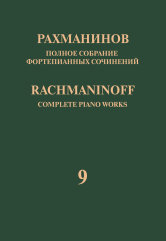 РАХМАНИНОВ
ПОЛНОЕ СОБРАНИЕ
ФОРТЕПИАННЫХ СОЧИНЕНИЙ
RACHMANINOFF
COMPLETE PIANO WORKS
9